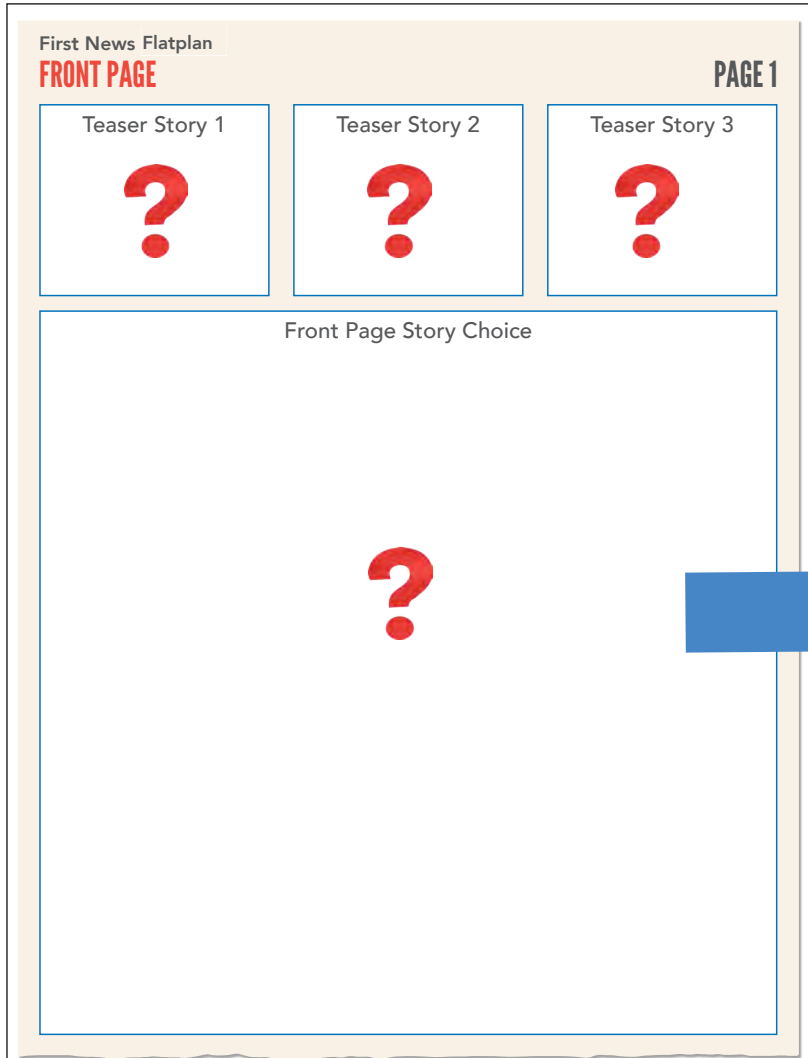 First News Flatplan
FRONT PAGE
PAGE 1
Teaser Story 1
Teaser Story 2
Teaser Story 3
?
?
?
Front Page Story Choice
?